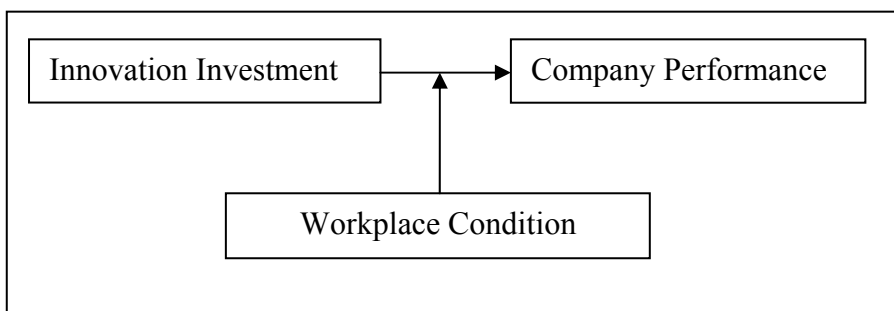 Innovation Investment
Company Performance
Workplace Condition